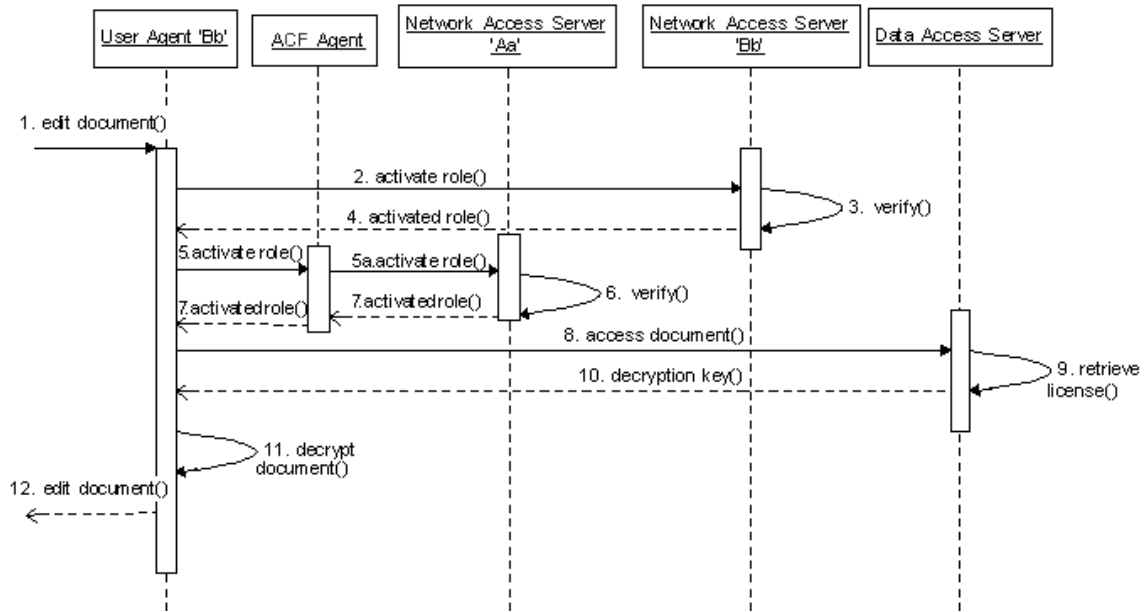 User Agent 'Bb'
ACF Agent
Network Access Server
'Aa'
Network Access Server
'Bb'
Data Access Server
1. edit document()
2. activate role()
3. verify()
4. activated role()
5.activate role()
5a.activate role()
6. verify()
7.activatedrole()
7.activatedrole()
8. access document()
9. retrieve
license()
10. decryption key()
11. decrypt
document()
12. edit document()